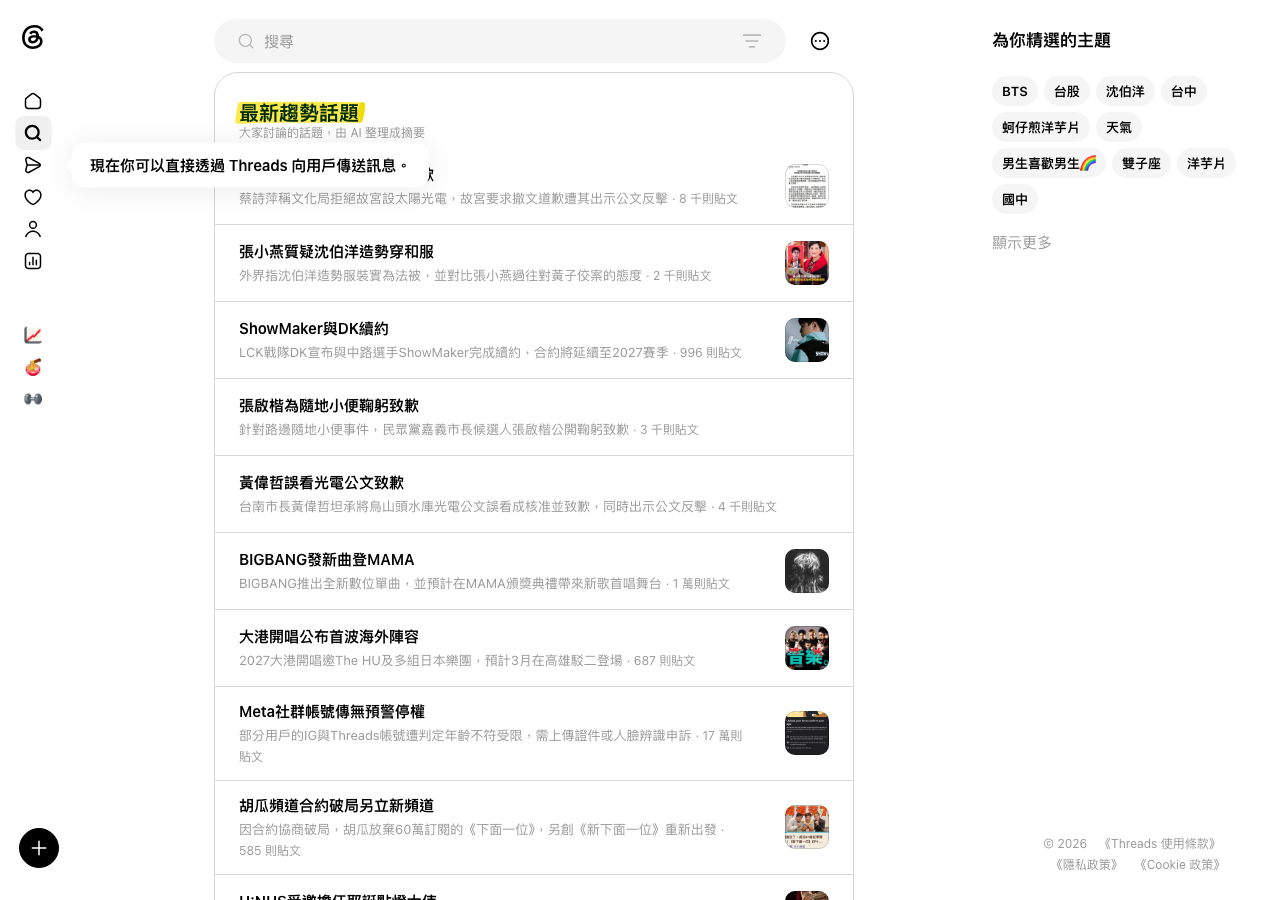 搜尋
最新趨勢話題
大家討論的話題，由 AI 整理成摘要
現在你可以直接透過 Threads 向用戶傳送訊息。
蔡詩萍稱文化局拒絕故宮設太陽光電，故宮要求撤文道歉遭其出示公文反擊 · 8 千則貼文
張小燕質疑沈伯洋造勢穿和服
外界指沈伯洋造勢服裝實為法被，並對比張小燕過往對黃子佼案的態度 · 2 千則貼文
ShowMaker與DK續約
LCK戰隊DK宣布與中路選手ShowMaker完成續約，合約將延續至2027賽季 · 996 則貼文
張啟楷為隨地小便鞠躬致歉
針對路邊隨地小便事件，民眾黨嘉義市長候選人張啟楷公開鞠躬致歉 · 3 千則貼文
黃偉哲誤看光電公文致歉
台南市長黃偉哲坦承將烏山頭水庫光電公文誤看成核准並致歉，同時出示公文反擊 · 4 千則貼文
BIGBANG發新曲登MAMA
BIGBANG推出全新數位單曲，並預計在MAMA頒獎典禮帶來新歌首唱舞台 · 1 萬則貼文
大港開唱公布首波海外陣容
2027大港開唱邀The HU及多組日本樂團，預計3月在高雄駁二登場 · 687 則貼文
音樂
Meta社群帳號傳無預警停權
部分用戶的IG與Threads帳號遭判定年齡不符受限，需上傳證件或人臉辨識申訴 · 17 萬則
貼文
胡瓜頻道合約破局另立新頻道
因合約協商破局，胡瓜放棄60萬訂閱的《下面一位》，另創《新下面一位》重新出發 ·
585 則貼文
為你精選的主題
BTS
台股
沈伯洋
台中
蚵仔煎洋芋片
天氣
男生喜歡男生🌈
雙子座
洋芋片
國中
顯示更多
© 2026 《Threads 使用條款》
《隱私政策》 《Cookie 政策》